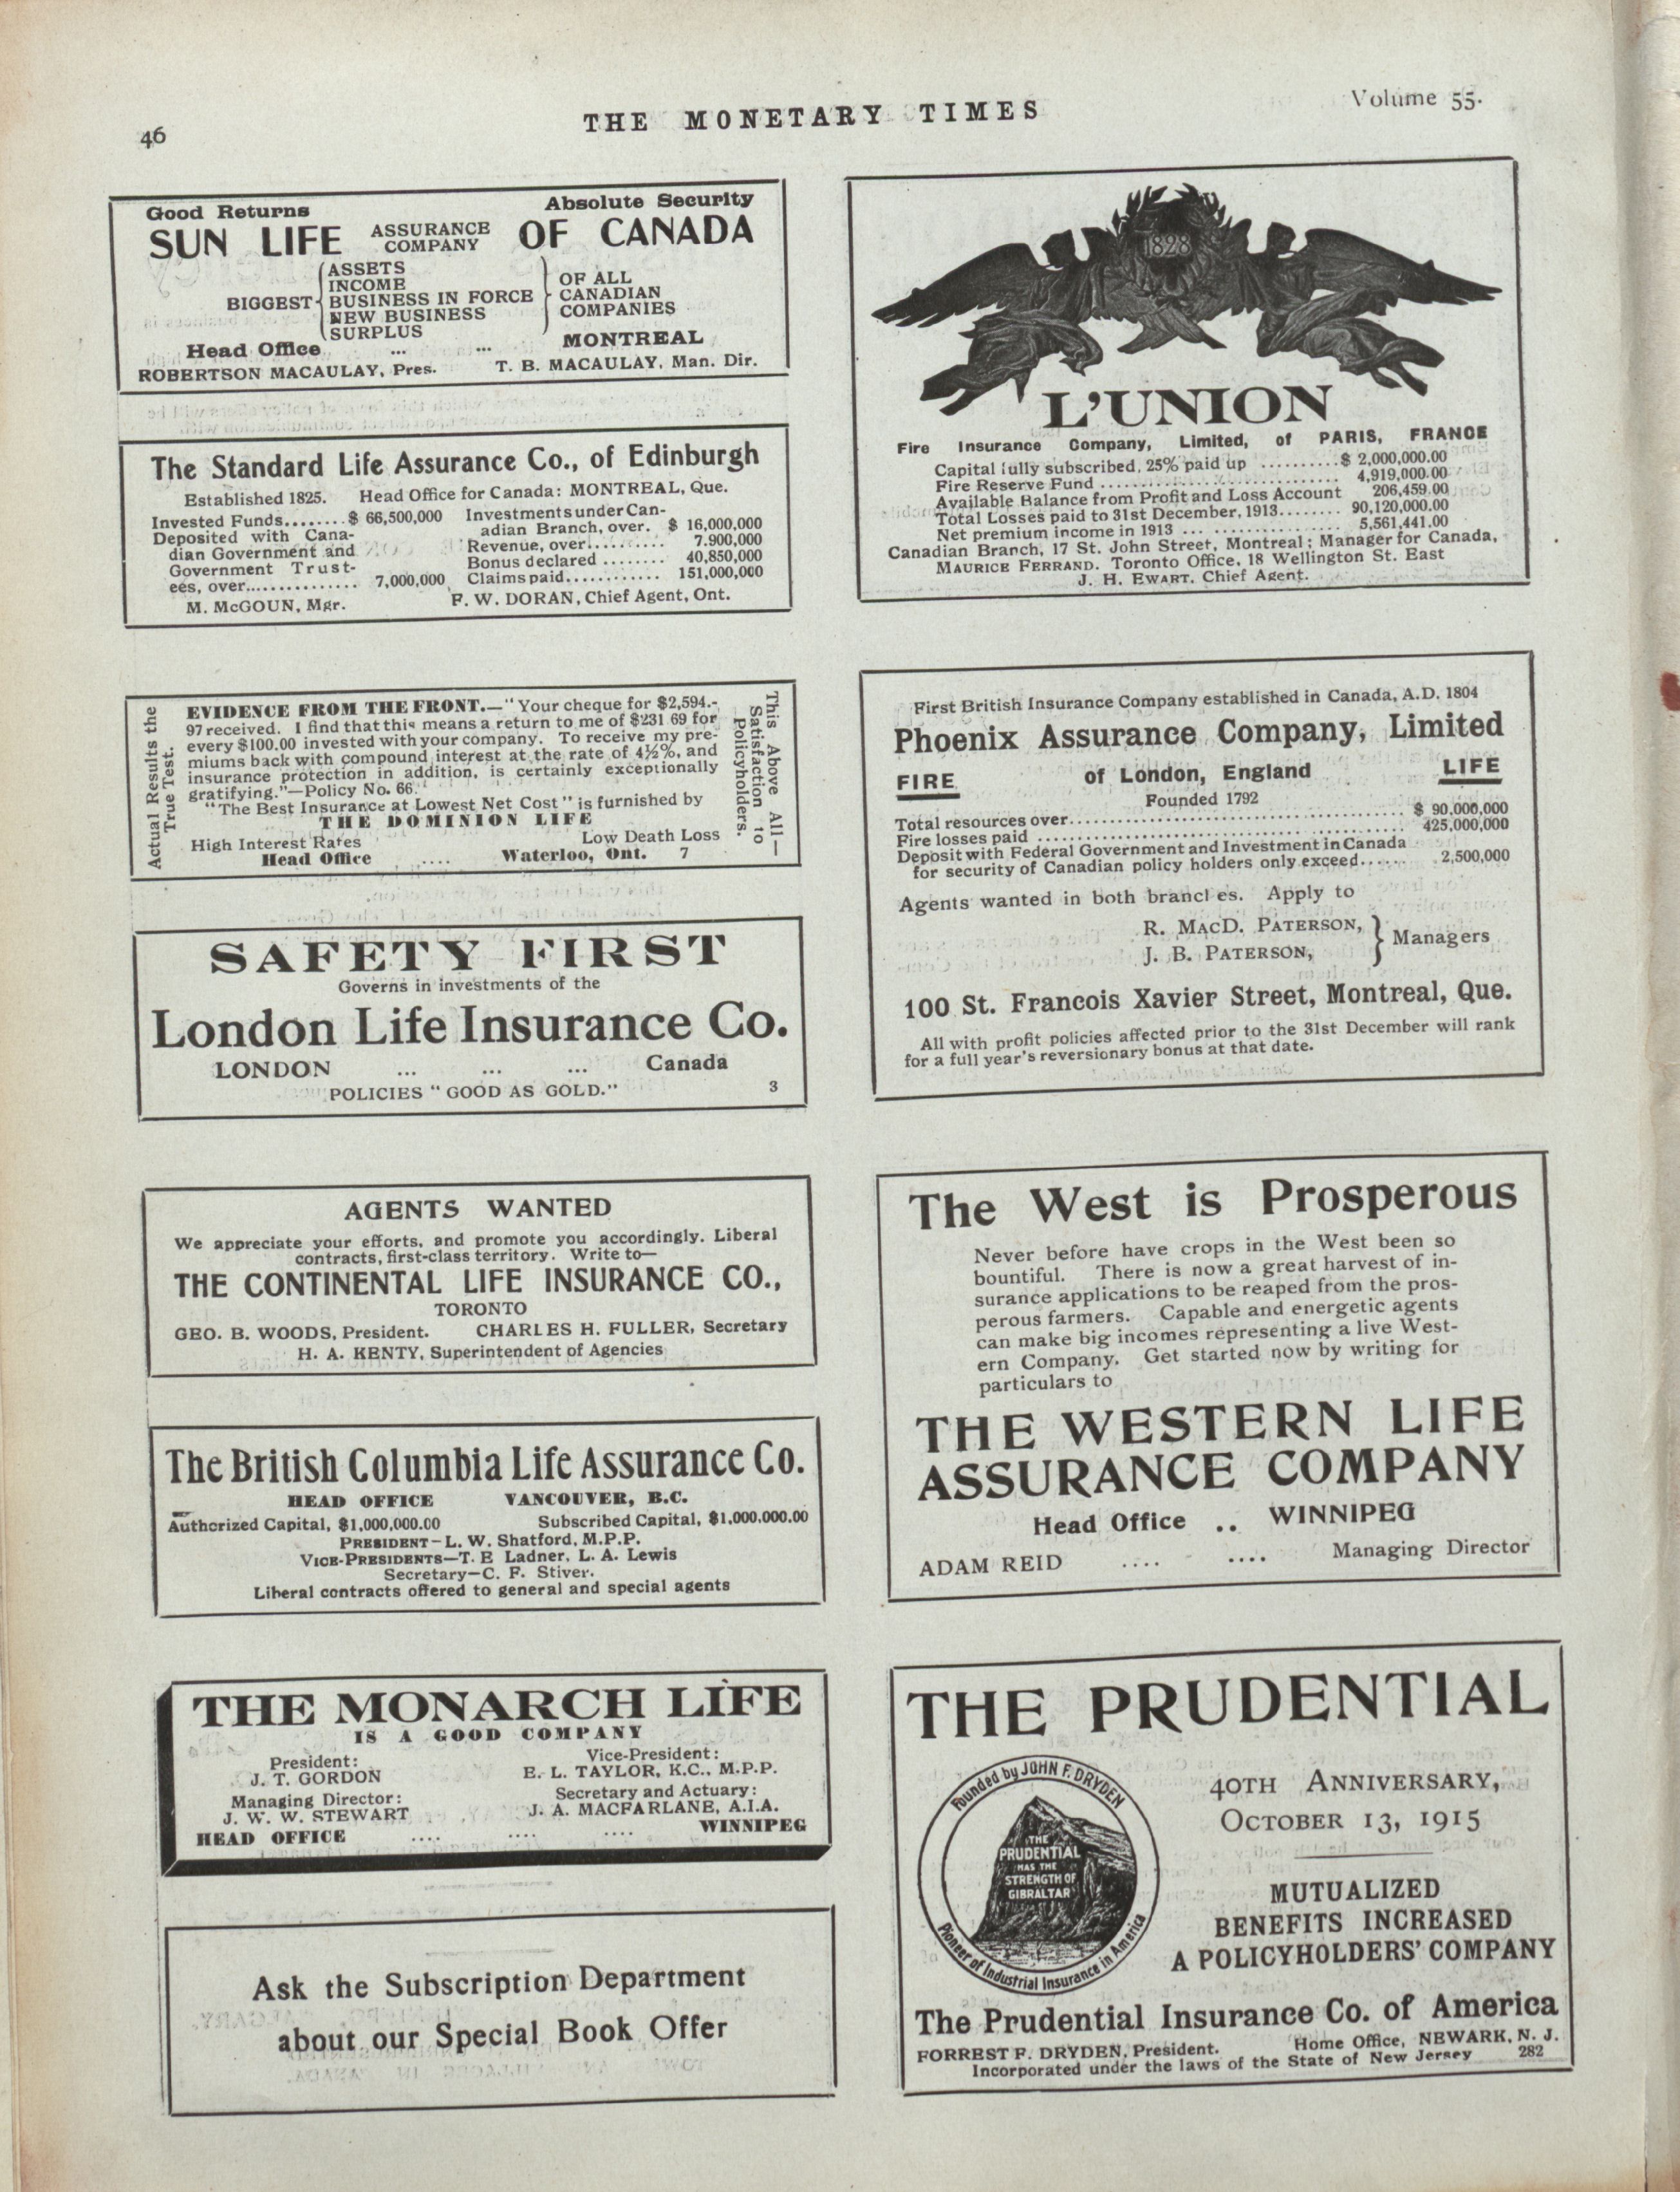 46
THE MONETARY TIMES
Volume 55.
Good Returns Absolute Security
SUN LIFE ASSURANCE COMPANY OF CANADA
BIGGEST
ASSETS
INCOME
BUSINESS IN FORCE
NEW BUSINESS
SURPLUS
OF ALL
CANADIAN
COMPANIES
Head Office ... ... MONTREAL
ROBERTSON MACAULAY, Pres. T. B. MACAULAY, Man. Dir.
The Standard Life Assurance Co., of Edinburgh
Established 1825. Head Office for Canada: MONTREAL, Que.
Invested Funds........$ 66,500,000
Deposited with Cana-
dian Government and
Government Trust-
ees, over............. 7,000,000
Investments under Can-
adian Branch, over. $ 16,000,000
Revenue, over.......... 7.900,000
Bonus declared ........ 40,850,000
Claims paid............ 151,000,000
M. McGOUN, Mgr. F. W. DORAN, Chief Agent, Ont.
Actual Results the
True Test.
EVIDENCE FROM THE FRONT.—"Your cheque for $2,594.-
97 received. I find that this means a return to me of $231 69 for
every $100.00 invested with your company. To receive my pre-
miums back with compound interest at the rate of 4½%, and
insurance protection in addition, is certainly exceptionally
gratifying."—Policy No. 66.
"The Best Insurance at Lowest Net Cost" is furnished by
THE DOMINION LIFE
High Interest Rates Low Death Loss
Head Office .... Waterloo, Ont. 7
This Above All—
Satisfaction to
Policyholders.
SAFETY FIRST
Governs in investments of the
London Life Insurance Co.
LONDON ... ... ... Canada
POLICIES "GOOD AS GOLD." 3
AGENTS WANTED
We appreciate your efforts, and promote you accordingly. Liberal
contracts, first-class territory. Write to—
THE CONTINENTAL LIFE INSURANCE CO.,
TORONTO
GEO. B. WOODS, President. CHARLES H. FULLER, Secretary
H. A. KENTY, Superintendent of Agencies
The British Columbia Life Assurance Co.
HEAD OFFICE VANCOUVER, B.C.
Authorized Capital, $1,000,000.00 Subscribed Capital, $1,000,000.00
PRESIDENT—L. W. Shatford, M.P.P.
VICE-PRESIDENTS—T. E Ladner, L. A. Lewis
Secretary—C. F. Stiver.
Liberal contracts offered to general and special agents
THE MONARCH LIFE
IS A GOOD COMPANY
President:
J. T. GORDON
Managing Director:
J. W. W. STEWART
Vice-President:
E. L. TAYLOR, K.C., M.P.P.
Secretary and Actuary:
J. A. MACFARLANE, A.I.A.
HEAD OFFICE .... .... .... WINNIPEG
Ask the Subscription Department
about our Special Book Offer
1828
L'UNION
Fire Insurance Company, Limited, of PARIS, FRANCE
Capital fully subscribed, 25% paid up ..........$ 2,000,000.00
Fire Reserve Fund .............................. 4,919,000.00
Available Balance from Profit and Loss Account 206,459.00
Total Losses paid to 31st December, 1913........ 90,120,000.00
Net premium income in 1913 .................... 5,561,441.00
Canadian Branch, 17 St. John Street, Montreal; Manager for Canada,
MAURICE FERRAND. Toronto Office, 18 Wellington St. East
J. H. EWART, Chief Agent.
First British Insurance Company established in Canada, A.D. 1804
Phoenix Assurance Company, Limited
FIRE of London, England LIFE
Founded 1792
Total resources over.......................................... $ 90,000,000
Fire losses paid ............................................. 425,000,000
Deposit with Federal Government and Investment in Canada
for security of Canadian policy holders only exceed...... 2,500,000
Agents wanted in both branches. Apply to
R. MACD. PATERSON,
J. B. PATERSON,
Managers
100 St. Francois Xavier Street, Montreal, Que.
All with profit policies affected prior to the 31st December will rank
for a full year's reversionary bonus at that date.
The West is Prosperous
Never before have crops in the West been so
bountiful. There is now a great harvest of in-
surance applications to be reaped from the pros-
perous farmers. Capable and energetic agents
can make big incomes representing a live West-
ern Company. Get started now by writing for
particulars to
THE WESTERN LIFE
ASSURANCE COMPANY
Head Office .. WINNIPEG
ADAM REID .... .... Managing Director
THE PRUDENTIAL
Founded by JOHN F. DRYDEN
THE
PRUDENTIAL
HAS THE
STRENGTH OF
GIBRALTAR
Pioneer of Industrial Insurance in America
40TH ANNIVERSARY,
OCTOBER 13, 1915
MUTUALIZED
BENEFITS INCREASED
A POLICYHOLDERS' COMPANY
The Prudential Insurance Co. of America
FORREST F. DRYDEN, President. Home Office, NEWARK, N. J.
Incorporated under the laws of the State of New Jersey 282